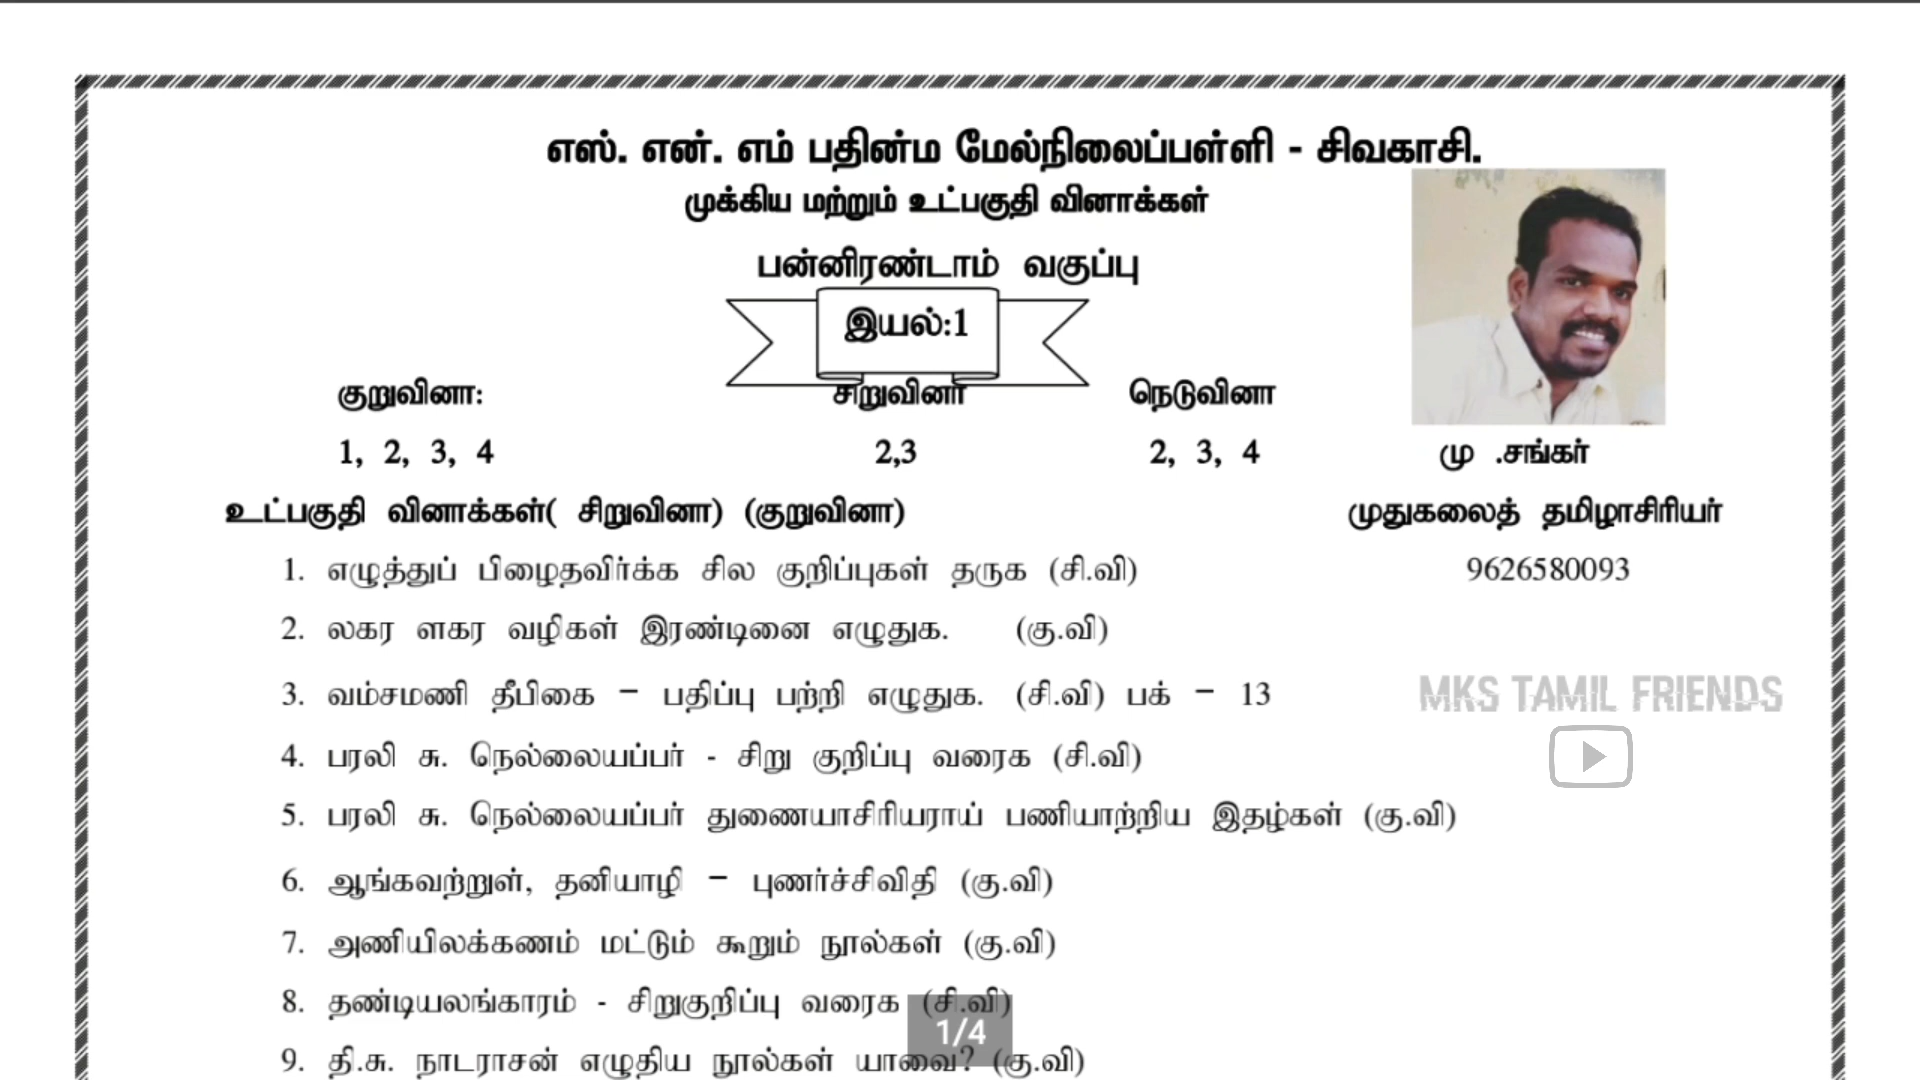 எஸ். என். எம் பதின்ம மேல்நிலைப்பள்ளி - சிவகாசி.
முக்கிய மற்றும் உட்பகுதி வினாக்கள்
பன்னிரண்டாம் வகுப்பு
இயல்:1
குறுவினா: சிறுவினா நெடுவினா
1, 2, 3, 4 2,3 2, 3, 4 மு .சங்கர்
உட்பகுதி வினாக்கள்( சிறுவினா) (குறுவினா) முதுகலைத் தமிழாசிரியர்
1. எழுத்துப் பிழைதவிர்க்க சில குறிப்புகள் தருக (சி.வி) 9626580093
2. லகர ளகர வழிகள் இரண்டினை எழுதுக. (கு.வி)
3. வம்சமணி தீபிகை – பதிப்பு பற்றி எழுதுக. (சி.வி) பக் – 13 MKS TAMIL FRIENDS
4. பரலி சு. நெல்லையப்பர் - சிறு குறிப்பு வரைக (சி.வி)
5. பரலி சு. நெல்லையப்பர் துணையாசிரியராய் பணியாற்றிய இதழ்கள் (கு.வி)
6. ஆங்கவற்றுள், தனியாழி – புணர்ச்சிவிதி (கு.வி)
7. அணியிலக்கணம் மட்டும் கூறும் நூல்கள் (கு.வி)
8. தண்டியலங்காரம் - சிறுகுறிப்பு வரைக (சி.வி)
1/4
9. தி.சு. நாடராசன் எழுதிய நூல்கள் யாவை? (கு.வி)